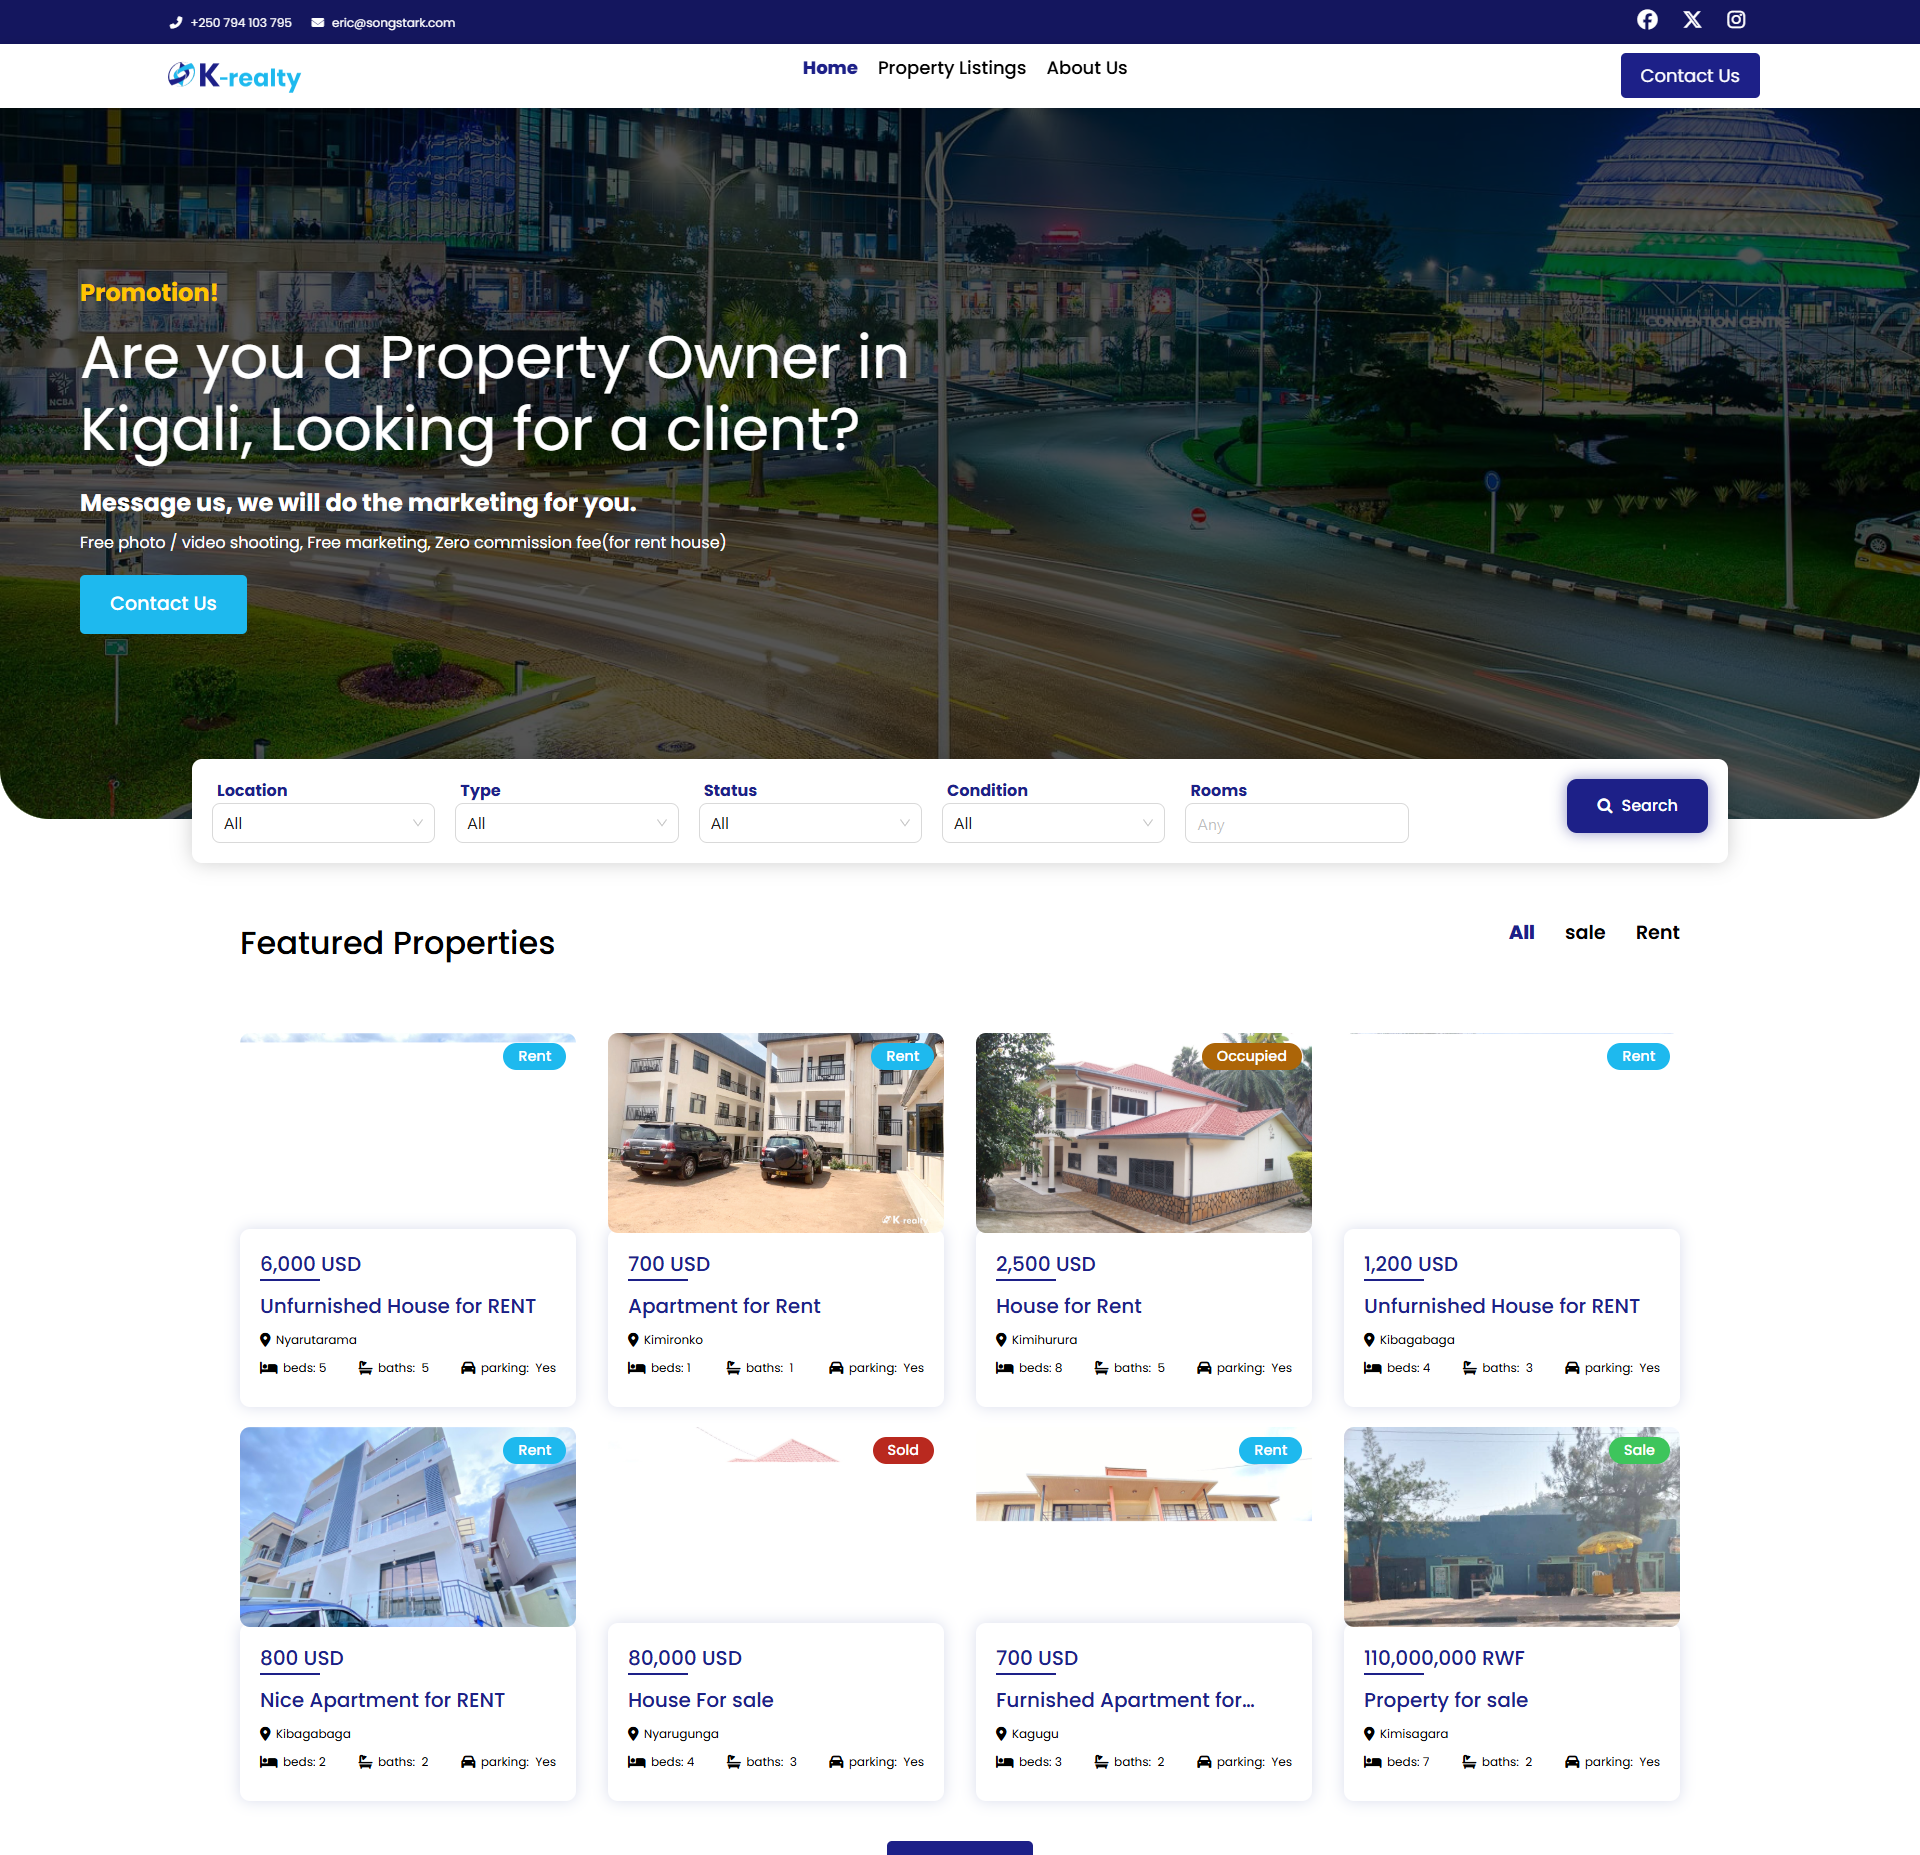 +250 794 103 795 eric@songstark.com
K-realty
Home Property Listings About Us
Contact Us
CONVENTION CENTRE
NCBA
Promotion!
Are you a Property Owner in
Kigali, Looking for a client?
Message us, we will do the marketing for you.
Free photo / video shooting, Free marketing, Zero commission fee(for rent house)
Contact Us
Location Type Status Condition Rooms
All All All All Any
Search
Featured Properties
All sale Rent
Rent
6,000 USD
Unfurnished House for RENT
Nyarutarama
beds: 5 baths: 5 parking: Yes
Rent
K realty
700 USD
Apartment for Rent
Kimironko
beds: 1 baths: 1 parking: Yes
Occupied
2,500 USD
House for Rent
Kimihurura
beds: 8 baths: 5 parking: Yes
Rent
1,200 USD
Unfurnished House for RENT
Kibagabaga
beds: 4 baths: 3 parking: Yes
Rent
800 USD
Nice Apartment for RENT
Kibagabaga
beds: 2 baths: 2 parking: Yes
Sold
80,000 USD
House For sale
Nyarugunga
beds: 4 baths: 3 parking: Yes
Rent
700 USD
Furnished Apartment for...
Kagugu
beds: 3 baths: 2 parking: Yes
Sale
110,000,000 RWF
Property for sale
Kimisagara
beds: 7 baths: 2 parking: Yes